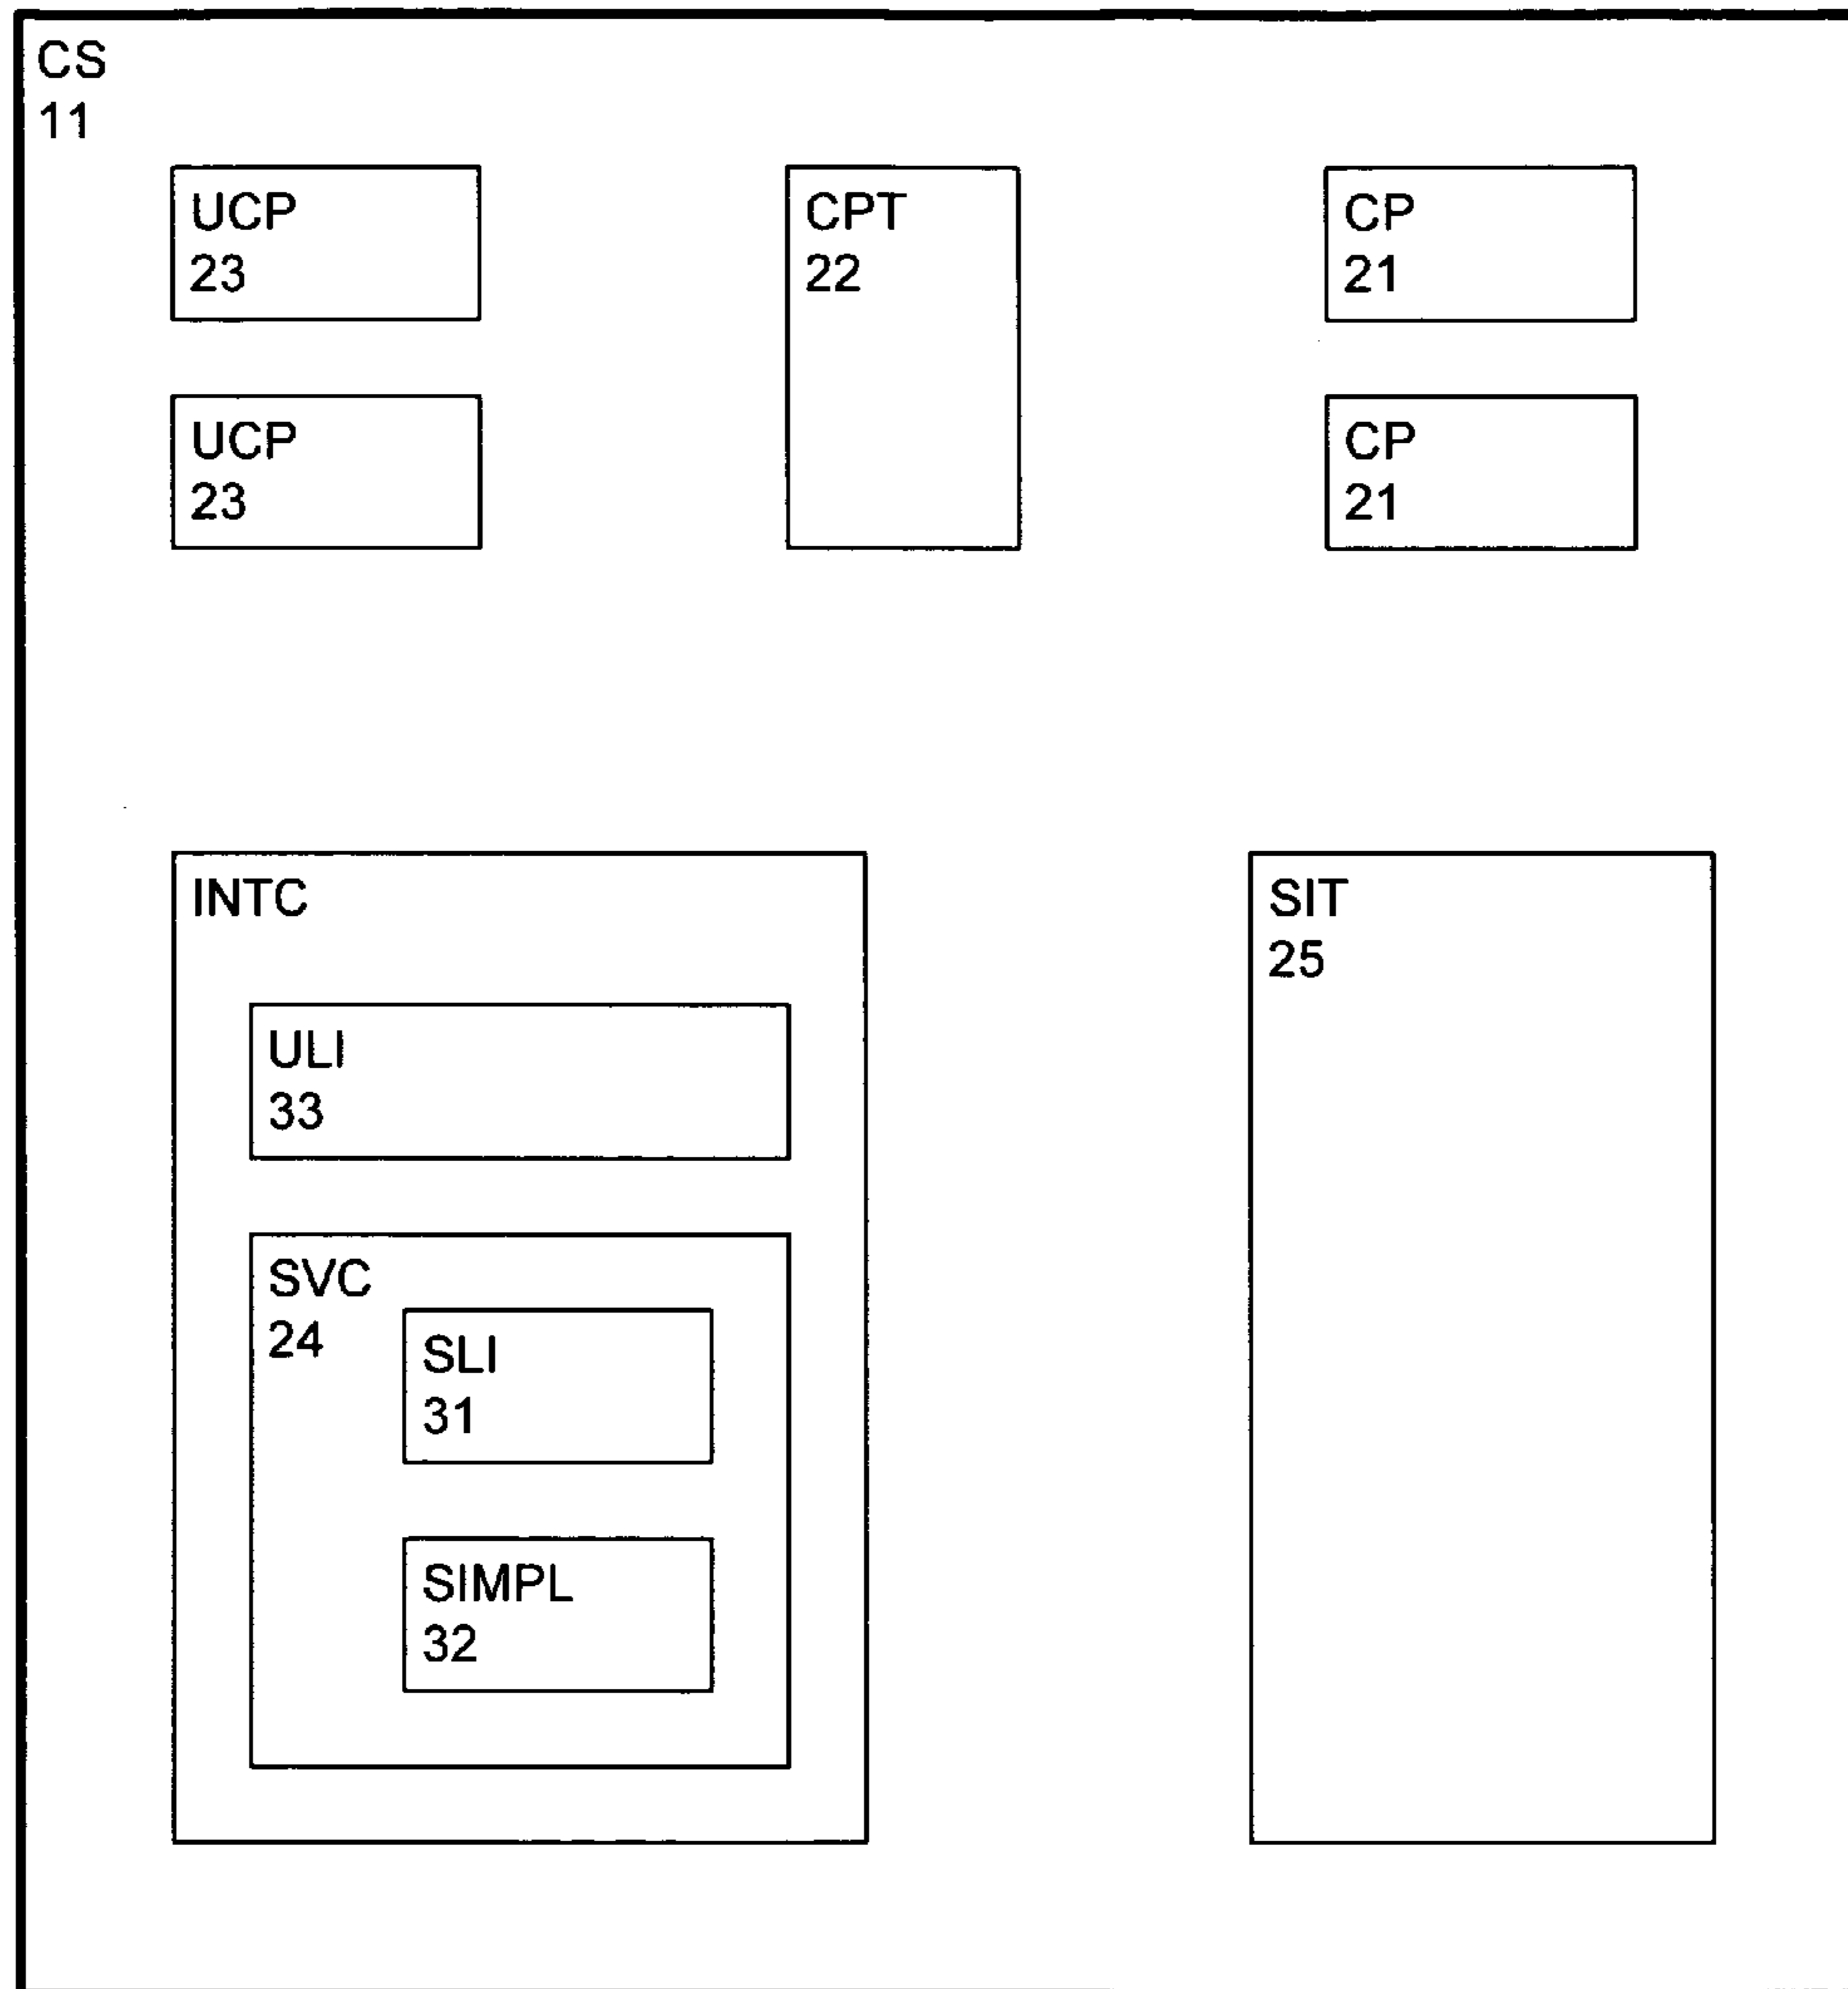 CS
11
UCP
23
CPT
22
CP
21
UCP
23
CP
21
INTC
SIT
25
ULI
33
SVC
24
SLI
31
SIMPL
32